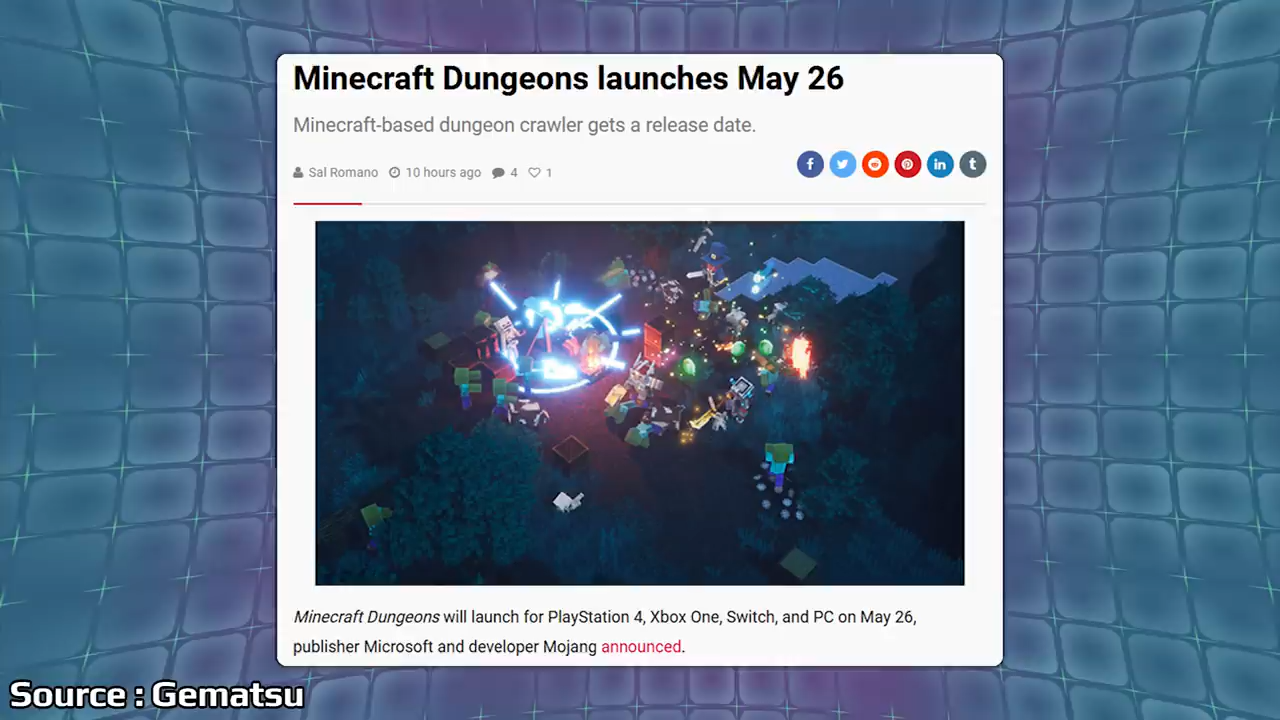 Minecraft Dungeons launches May 26
Minecraft-based dungeon crawler gets a release date.
Sal Romano 10 hours ago 4 1
f in t
Minecraft Dungeons will launch for PlayStation 4, Xbox One, Switch, and PC on May 26,
publisher Microsoft and developer Mojang announced.
Source : Gematsu